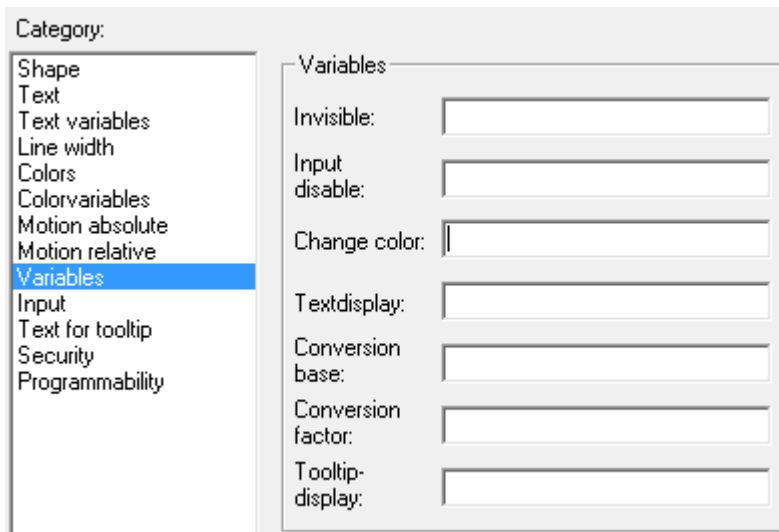 Category:
Shape
Text
Text variables
Line width
Colors
Colorvariables
Motion absolute
Motion relative
Variables
Input
Text for tooltip
Security
Programmability
Variables
Invisible:
Input
disable:
Change color:
Textdisplay:
Conversion
base:
Conversion
factor:
Tooltip-
display: